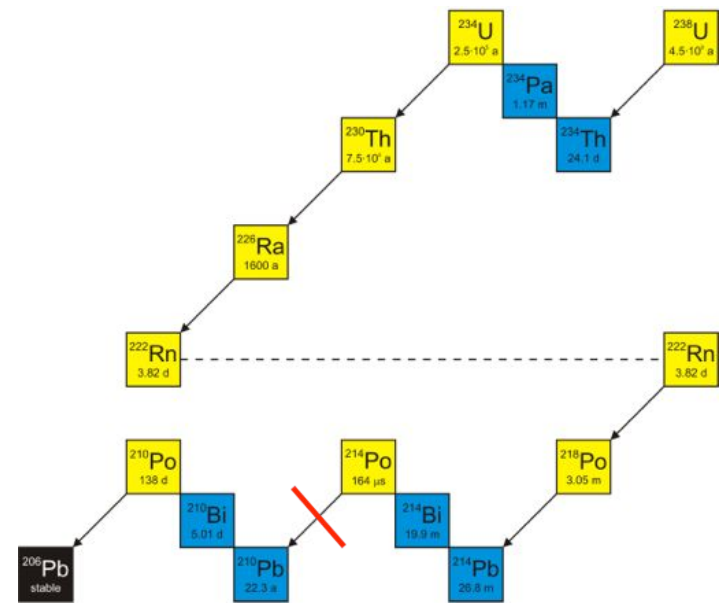 ²³⁴U
2.5·10⁵ a
²³⁸U
4.5·10⁹ a
²³⁴Pa
1.17 m
²³⁰Th
7.5·10⁴ a
²³⁴Th
24.1 d
²²⁶Ra
1600 a
²²²Rn
3.82 d
²²²Rn
3.82 d
²¹⁰Po
138 d
²¹⁴Po
164 μs
²¹⁸Po
3.05 m
²¹⁰Bi
5.01 d
²¹⁴Bi
19.9 m
²⁰⁶Pb
stable
²¹⁰Pb
22.3 a
²¹⁴Pb
26.8 m